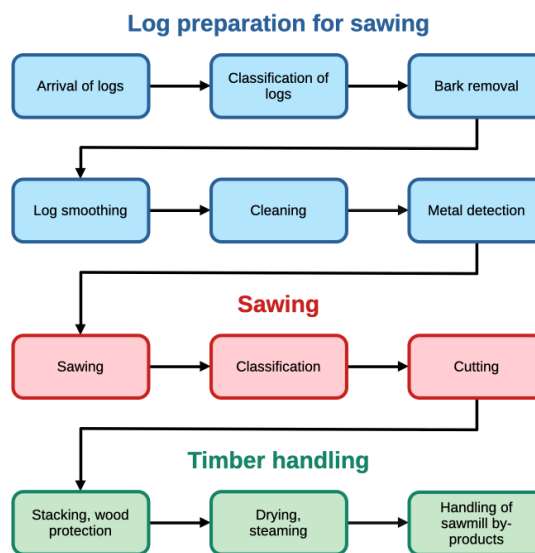 Log preparation for sawing
Arrival of logs
Classification of
logs
Bark removal
Log smoothing
Cleaning
Metal detection
Sawing
Sawing
Classification
Cutting
Timber handling
Stacking, wood
protection
Drying,
steaming
Handling of
sawmill by-
products